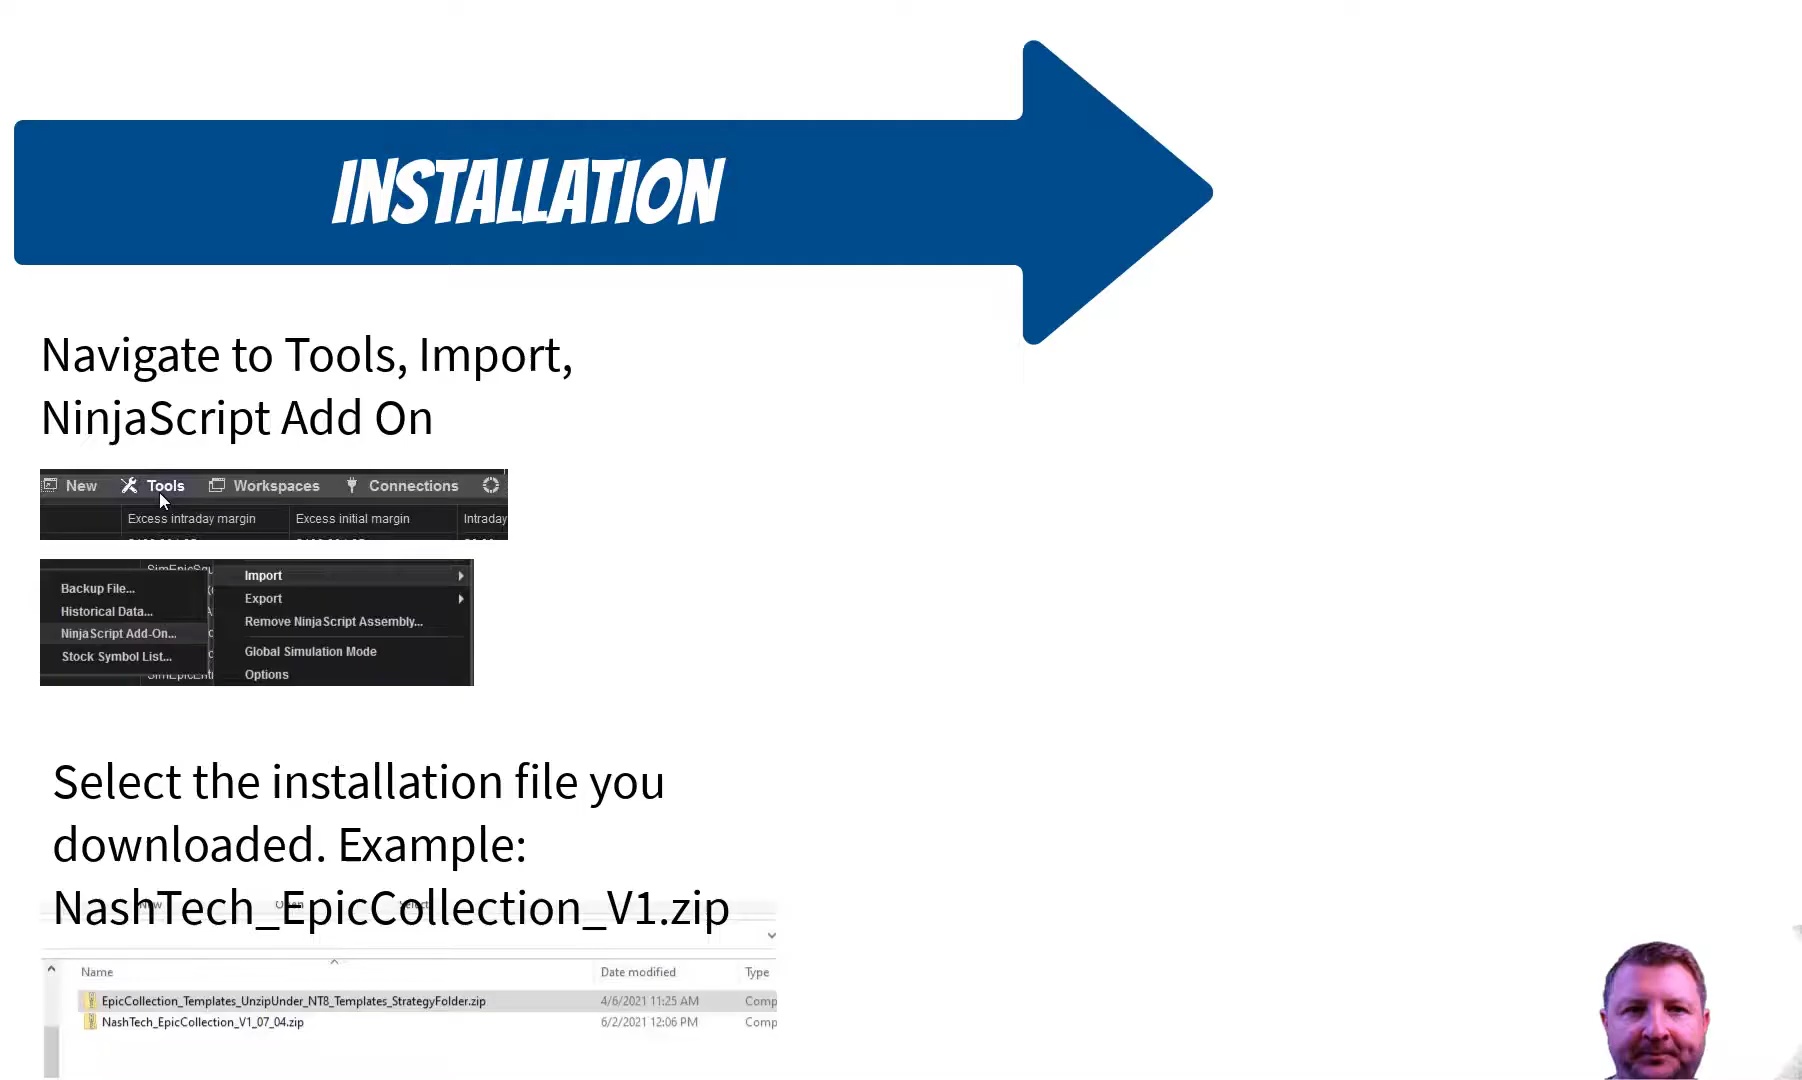 INSTALLATION
Navigate to Tools, Import,
NinjaScript Add On
New Tools Workspaces Connections
Excess intraday margin Excess initial margin Intraday
Import
Backup File...
Export
Historical Data...
Remove NinjaScript Assembly...
NinjaScript Add-On...
Global Simulation Mode
Stock Symbol List...
Options
Select the installation file you
downloaded. Example:
NashTech_EpicCollection_V1.zip
Name Date modified Type
EpicCollection_Templates_UnzipUnder_NT8_Templates_StrategyFolder.zip 4/6/2021 11:25 AM Comp
NashTech_EpicCollection_V1_07_04.zip 6/2/2021 12:06 PM Comp